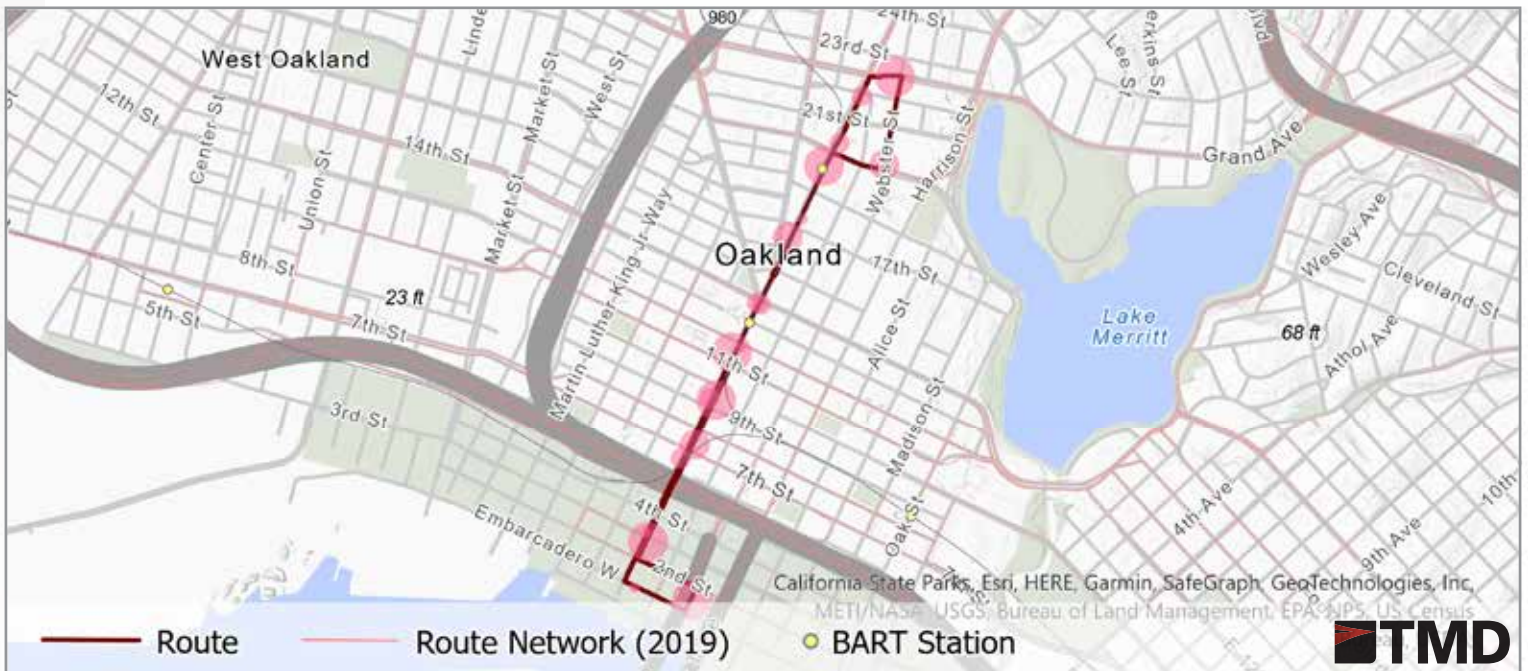 980
24th St
23rd St
West Oakland
Market St
West St
Lee St
12th St
Center St
14th St
Union St
Market St
21st St
Webster St
Harrison St
Grand Ave
Martin Luther King Jr Way
Oakland
17th St
Wesley Ave
Cleveland St
8th St
23 ft
5th St
7th St
Alice St
Lake
Merritt
68 ft
Athol Ave
11th St
3rd St
9th St
Madison St
7th St
4th St
Oak St
4th Ave
10th
9th Ave
Embarcadero W
2nd St
California State Parks, Esri, HERE, Garmin, SafeGraph, GeoTechnologies, Inc,
METI/NASA, USGS, Bureau of Land Management, EPA, NPS, US Census
Route
Route Network (2019)
BART Station
TMD